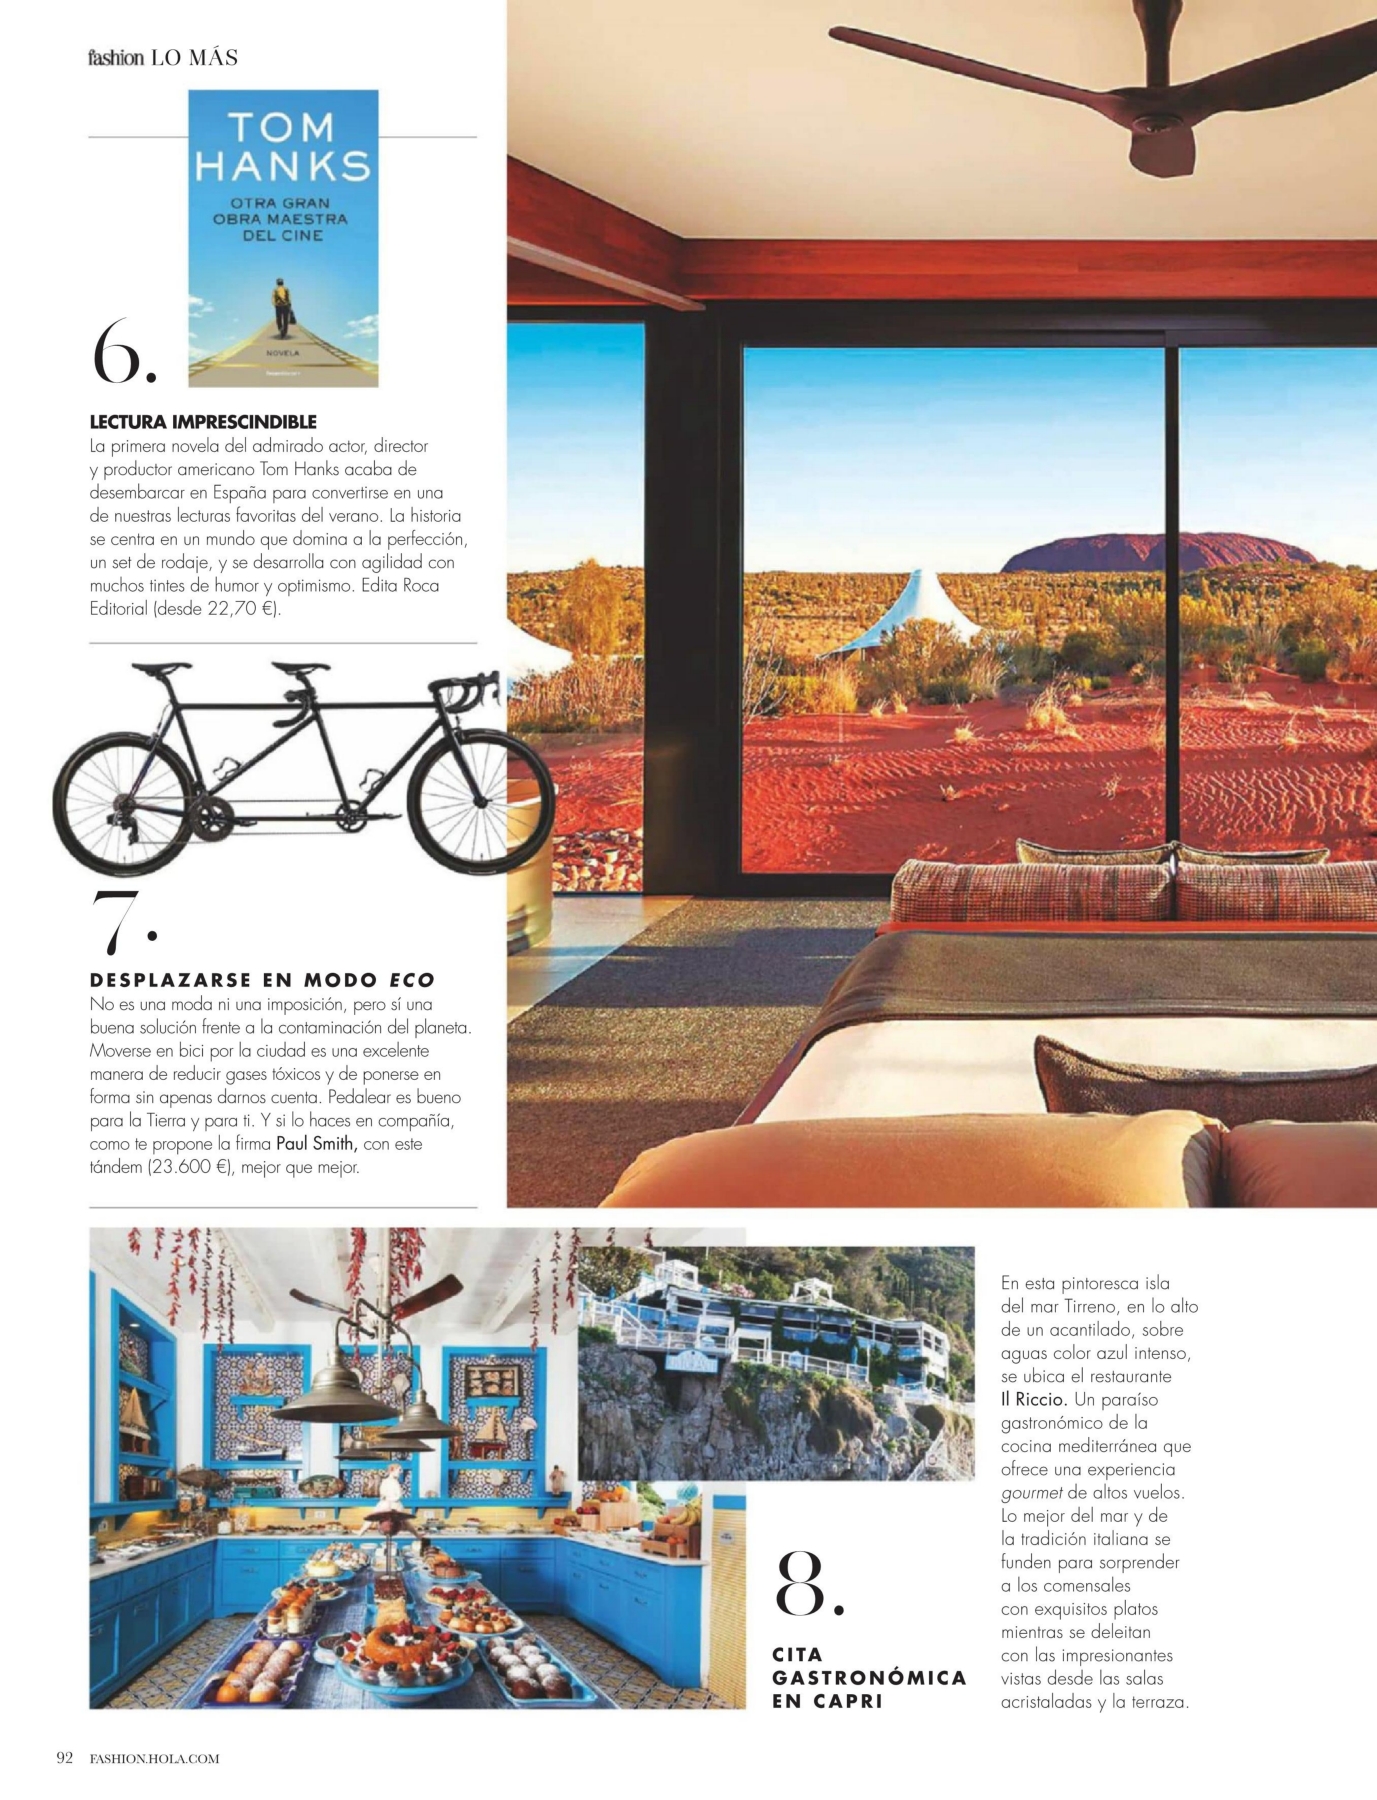 fashion LO MÁS
TOM
HANKS
OTRA GRAN
OBRA MAESTRA
DEL CINE
NOVELA
6.
LECTURA IMPRESCINDIBLE
La primera novela del admirado actor, director
y productor americano Tom Hanks acaba de
desembarcar en España para convertirse en una
de nuestras lecturas favoritas del verano. La historia
se centra en un mundo que domina a la perfección,
un set de rodaje, y se desarrolla con agilidad con
muchos tintes de humor y optimismo. Edita Roca
Editorial (desde 22,70 €).
7.
DESPLAZARSE EN MODO ECO
No es una moda ni una imposición, pero sí una
buena solución frente a la contaminación del planeta.
Moverse en bici por la ciudad es una excelente
manera de reducir gases tóxicos y de ponerse en
forma sin apenas darnos cuenta. Pedalear es bueno
para la Tierra y para ti. Y si lo haces en compañía,
como te propone la firma Paul Smith, con este
tándem (23.600 €), mejor que mejor.
8.
CITA
GASTRONÓMICA
EN CAPRI
En esta pintoresca isla
del mar Tirreno, en lo alto
de un acantilado, sobre
aguas color azul intenso,
se ubica el restaurante
Il Riccio. Un paraíso
gastronómico de la
cocina mediterránea que
ofrece una experiencia
gourmet de altos vuelos.
Lo mejor del mar y de
la tradición italiana se
funden para sorprender
a los comensales
con exquisitos platos
mientras se deleitan
con las impresionantes
vistas desde las salas
acristaladas y la terraza.
92 FASHION.HOLA.COM